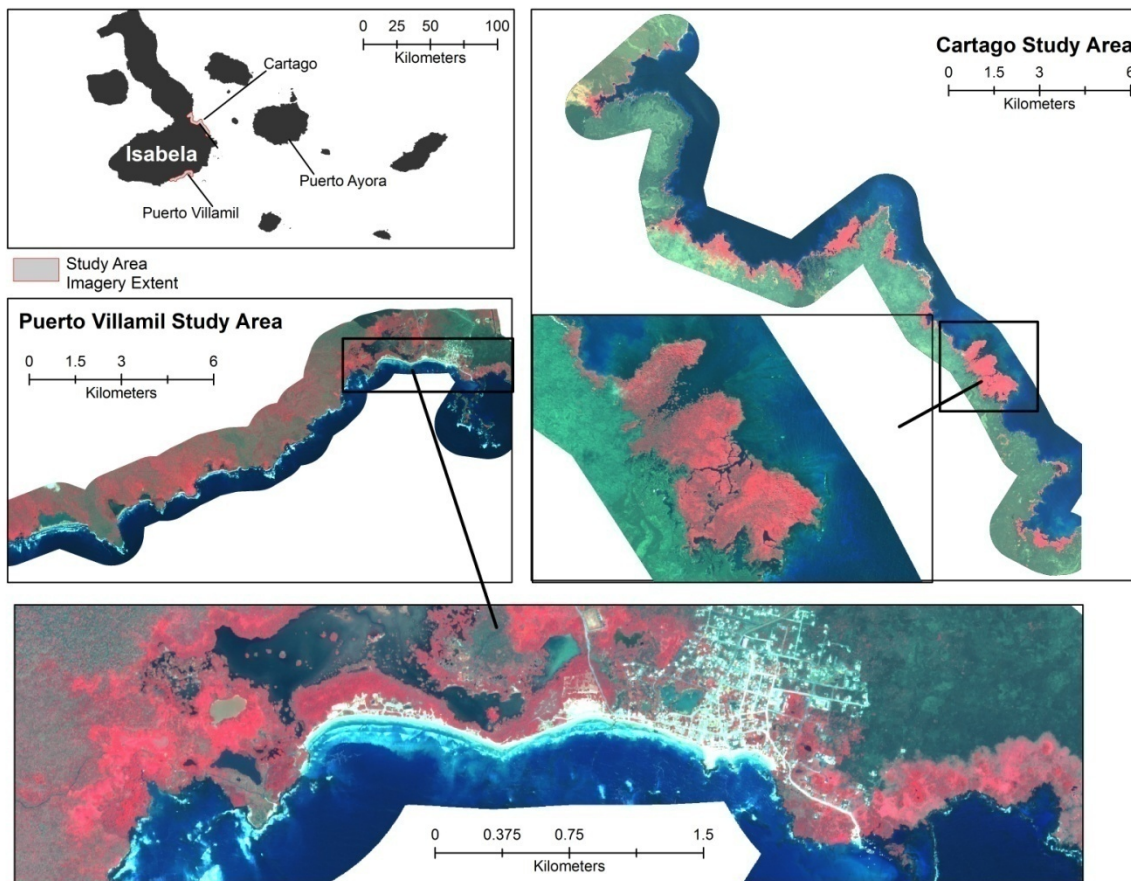 0 25 50 100
Kilometers
Cartago
Isabela
Puerto Ayora
Puerto Villamil
Study Area
Imagery Extent
Cartago Study Area
0 1.5 3 6
Kilometers
Puerto Villamil Study Area
0 1.5 3 6
Kilometers
0 0.375 0.75 1.5
Kilometers